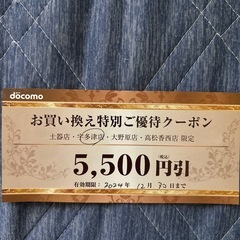 docomo
お買い換え特別ご優待クーポン
土器店・宇多津店・大野原店・高松香西店 限定
5,500円引(税込)
有効期限：2024年12月30日まで